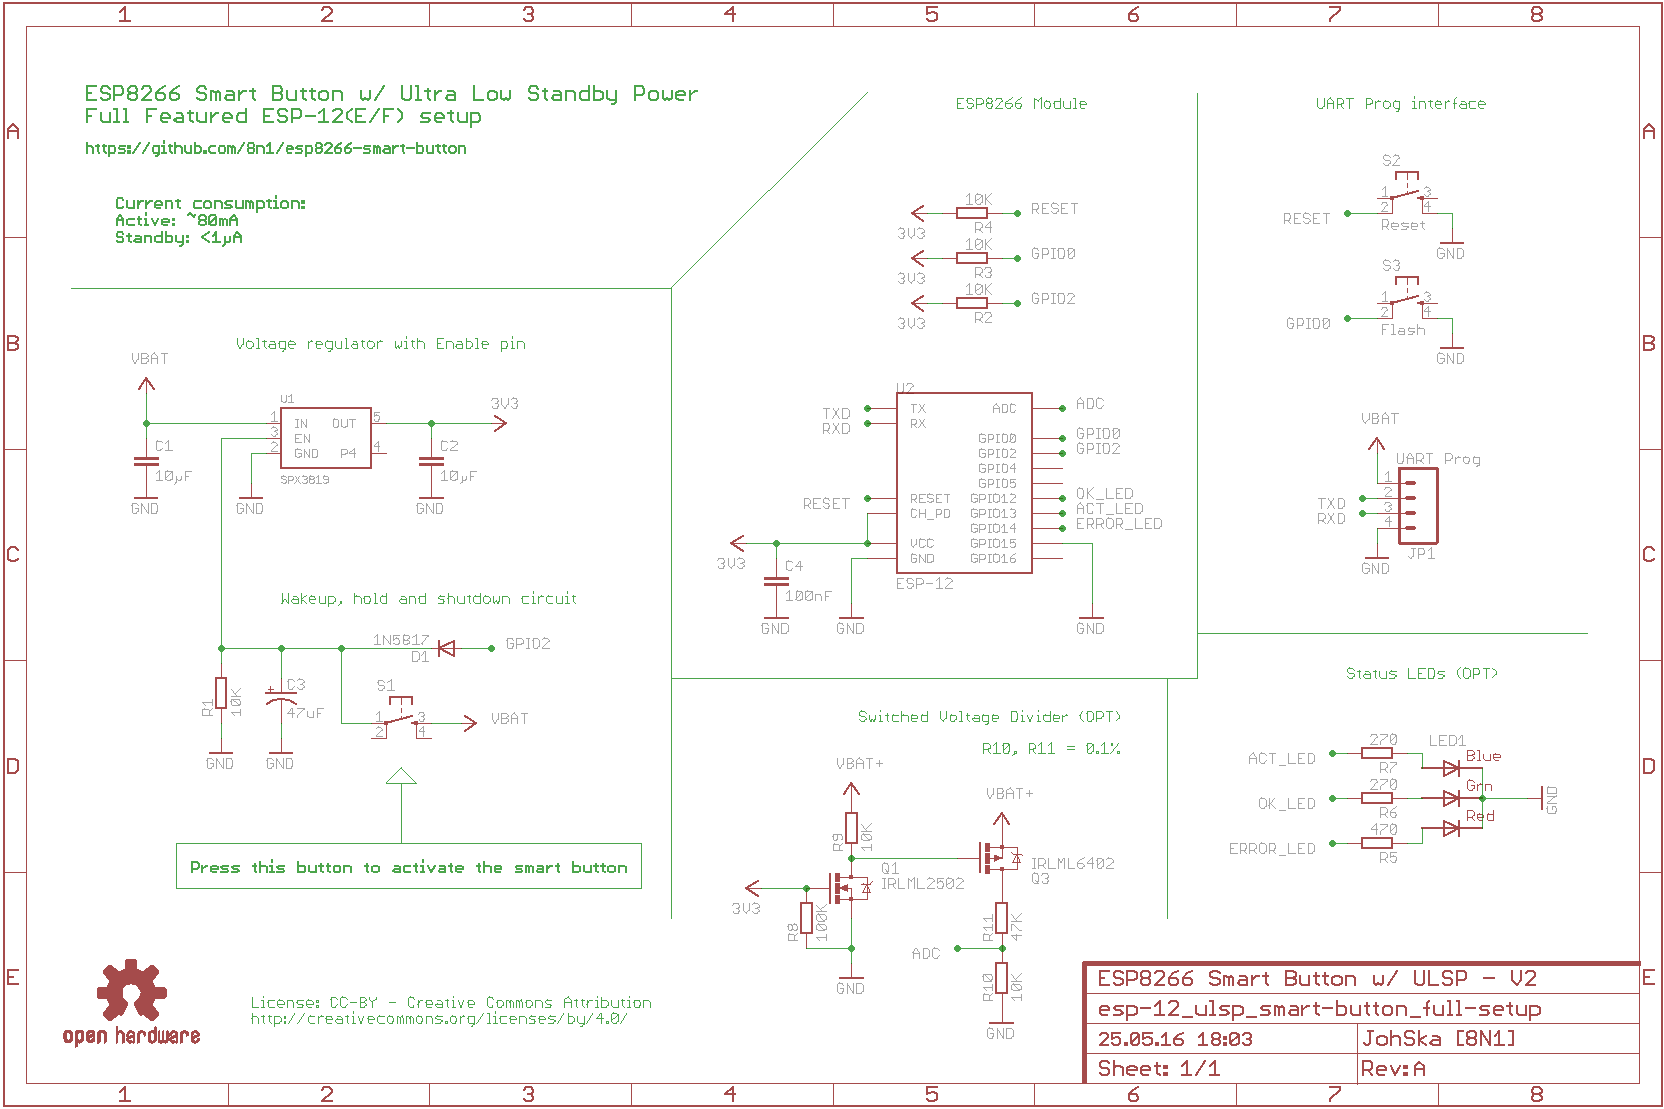 1 2 3 4 5 6 7 8
A
A
B
B
C
C
D
D
E
E
ESP8266 Smart Button w/ Ultra Low Standby Power
Full Featured ESP-12(E/F) setup
https://github.com/8n1/esp8266-smart-button
Current consumption:
Active: ~80mA
Standby: <1µA
Voltage regulator with Enable pin
VBAT
U1
1 IN OUT 5
3 EN
2 GND P4 4
SPX3819
3V3
C1
10µF
GND
GND
C2
10µF
GND
Wakeup, hold and shutdown circuit
1N5817
D1
GPIO2
R1
10K
GND
C3
+
47uF
GND
S1
1 3
2 4
VBAT
Press this button to activate the smart button
ESP8266 Module
10K RESET
3V3 R4
10K GPIO0
3V3 R3
10K GPIO2
3V3 R2
U2
TXD TX ADC ADC
RXD RX
GPIO0 GPIO0
GPIO2 GPIO2
GPIO4
GPIO5
RESET RESET GPIO12 OK_LED
CH_PD GPIO13 ACT_LED
GPIO14 ERROR_LED
VCC GPIO15
GND GPIO16
ESP-12
3V3
C4
100nF
GND GND GND
UART Prog interface
S2
1 3
2 4
RESET
Reset
GND
S3
1 3
2 4
GPIO0
Flash
GND
VBAT
UART Prog
1
2
TXD
3
RXD
4
GND
JP1
Switched Voltage Divider (OPT)
R10, R11 = 0.1%
VBAT+
VBAT+
R9
10K
Q1
IRLML2502
IRLML6402
Q3
3V3
R8
100K
GND
R11
47K
ADC
R10
10K
GND
Status LEDs (OPT)
270 LED1
ACT_LED Blue
R7
270 Grn
OK_LED GND
R6
470 Red
ERROR_LED
R5
open hardware
License: CC-BY - Creative Commons Attribution
http://creativecommons.org/licenses/by/4.0/
ESP8266 Smart Button w/ ULSP - V2
esp-12_ulsp_smart-button_full-setup
25.05.16 18:03 JohSka [8N1]
Sheet: 1/1 Rev:A
1 2 3 4 5 6 7 8